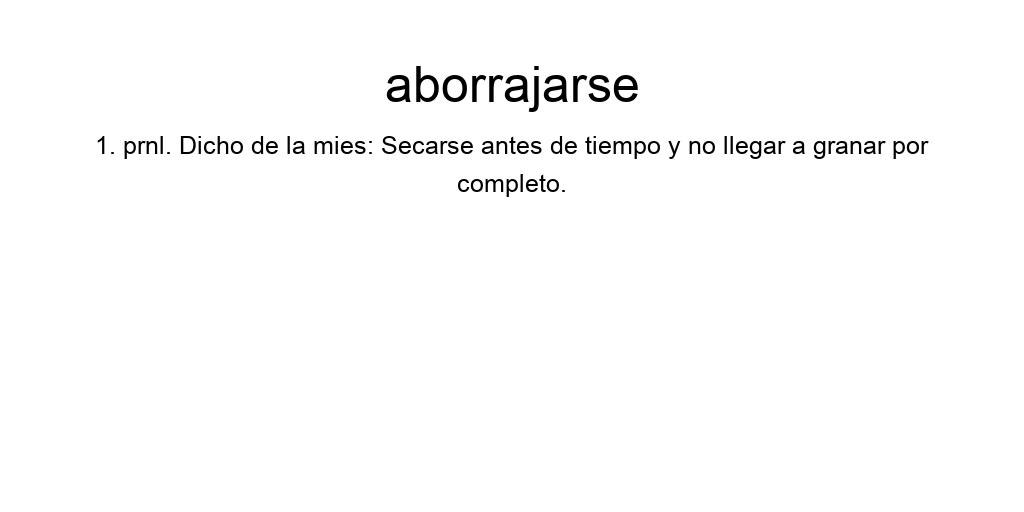 aborrajarse
1. prnl. Dicho de la mies: Secarse antes de tiempo y no llegar a granar por
completo.